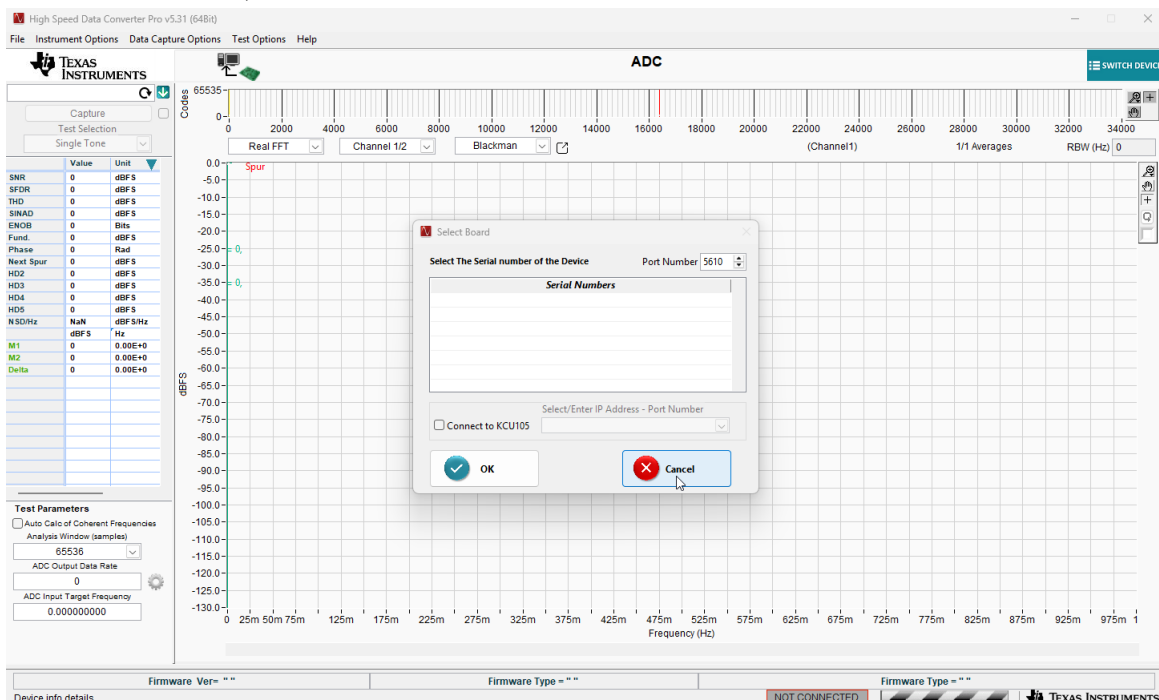 High Speed Data Converter Pro v5.31 (64Bit)
File Instrument Options Data Capture Options Test Options Help
TEXAS INSTRUMENTS
ADC
SWITCH DEVIC
Capture
Test Selection
Single Tone
Codes
65535
0
0 2000 4000 6000 8000 10000 12000 14000 16000 18000 20000 22000 24000 26000 28000 30000 32000 34000
Real FFT Channel 1/2 Blackman (Channel1) 1/1 Averages RBW (Hz) 0
Value Unit
SNR 0 dBFS
SFDR 0 dBFS
THD 0 dBFS
SINAD 0 dBFS
ENOB 0 Bits
Fund. 0 dBFS
Phase 0 Rad
Next Spur 0 dBFS
HD2 0 dBFS
HD3 0 dBFS
HD4 0 dBFS
HD5 0 dBFS
NSD/Hz NaN dBFS/Hz
dBFS Hz
M1 0 0.00E+0
M2 0 0.00E+0
Delta 0 0.00E+0
Test Parameters
Auto Calc of Coherent Frequencies
Analysis Window (samples)
65536
ADC Output Data Rate
0
ADC Input Target Frequency
0.000000000
dBFS
0.0
-5.0
-10.0
-15.0
-20.0
-25.0
-30.0
-35.0
-40.0
-45.0
-50.0
-55.0
-60.0
-65.0
-70.0
-75.0
-80.0
-85.0
-90.0
-95.0
-100.0
-105.0
-110.0
-115.0
-120.0
-125.0
-130.0
Spur
= 0,
= 0,
0 25m 50m 75m 125m 175m 225m 275m 325m 375m 425m 475m 525m 575m 625m 675m 725m 775m 825m 875m 925m 975m 1
Frequency (Hz)
Select Board
Select The Serial number of the Device Port Number 5610
Serial Numbers
Select/Enter IP Address - Port Number
Connect to KCU105
OK Cancel
Firmware Ver= " " Firmware Type = " " Firmware Type = " "
Device info details NOT CONNECTED TEXAS INSTRUMENTS